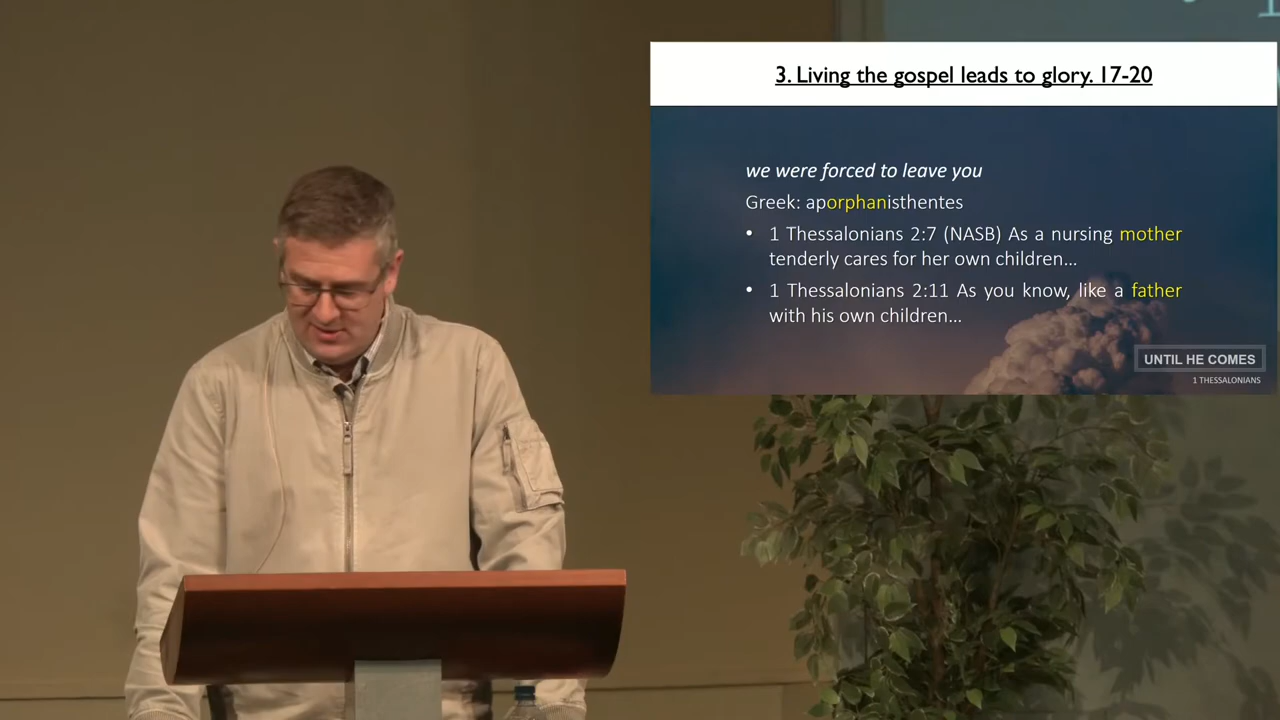 3. Living the gospel leads to glory. 17-20
we were forced to leave you
Greek: aporphanisthentes
• 1 Thessalonians 2:7 (NASB) As a nursing mother
tenderly cares for her own children…
• 1 Thessalonians 2:11 As you know, like a father
with his own children…
UNTIL HE COMES
1 THESSALONIANS